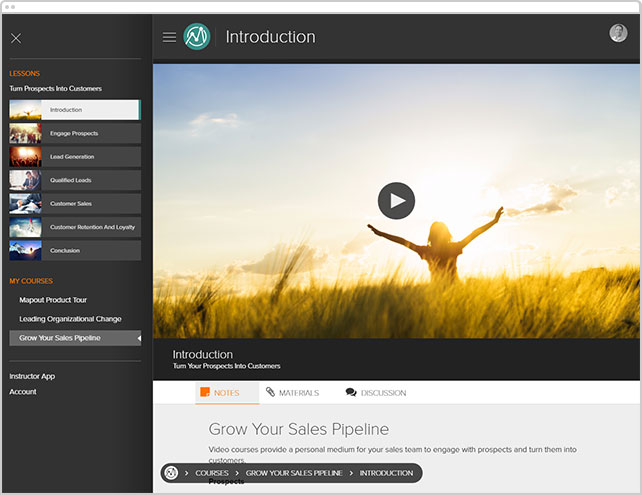 Introduction
LESSONS
Turn Prospects Into Customers
Introduction
Engage Prospects
Lead Generation
Qualified Leads
Customer Sales
Customer Retention And Loyalty
Conclusion
MY COURSES
Mapout Product Tour
Leading Organizational Change
Grow Your Sales Pipeline
Instructor App
Account
Introduction
Turn Your Prospects Into Customers
NOTES MATERIALS DISCUSSION
Grow Your Sales Pipeline
Video courses provide a personal medium for your sales team to engage with prospects and turn them into
customers.
COURSES > GROW YOUR SALES PIPELINE > INTRODUCTION
Prospects